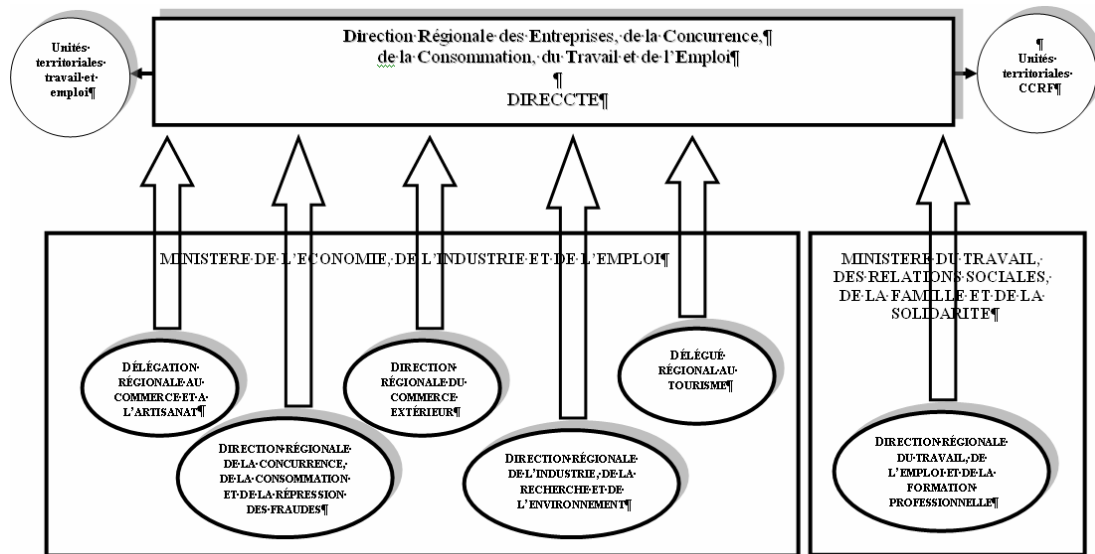 Unités
territoriales
travail et
emploi¶
Direction Régionale des Entreprises, de la Concurrence,¶
de la Consommation, du Travail et de l'Emploi¶
¶
DIRECCTE¶
¶
Unités
territoriales
CCRF¶
MINISTERE DE L'ECONOMIE, DE L'INDUSTRIE ET DE L'EMPLOI¶
MINISTERE DU TRAVAIL,
DES RELATIONS SOCIALES,
DE LA FAMILLE ET DE LA
SOLIDARITE¶
DÉLÉGATION
RÉGIONALE AU
COMMERCE ET A
L'ARTISANAT¶
DIRECTION
RÉGIONALE DU
COMMERCE
EXTÉRIEUR¶
DÉLÉGUÉ
RÉGIONAL AU
TOURISME¶
DIRECTION RÉGIONALE
DE LA CONCURRENCE,
DE LA CONSOMMATION
ET DE LA RÉPRESSION
DES FRAUDES¶
DIRECTION RÉGIONALE
DE L'INDUSTRIE, DE LA
RECHERCHE ET DE
L'ENVIRONNEMENT¶
DIRECTION RÉGIONALE
DU TRAVAIL, DE
L'EMPLOI ET DE LA
FORMATION
PROFESSIONNELLE¶